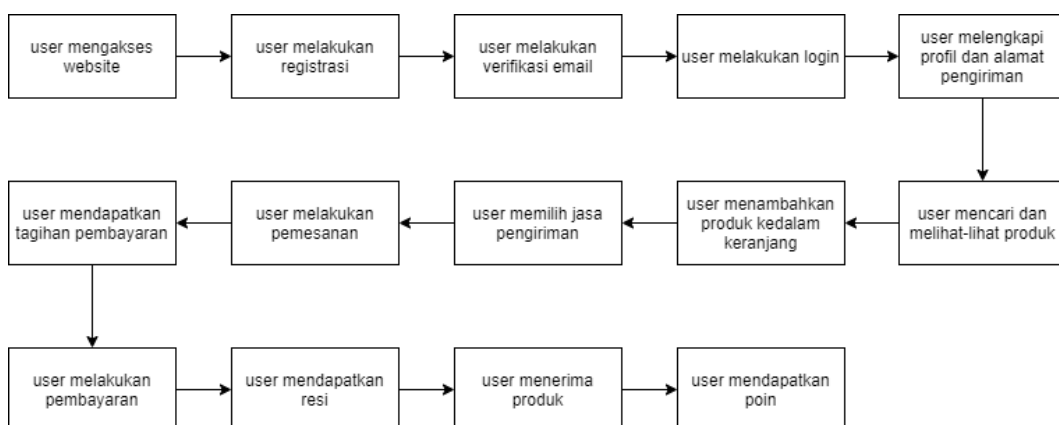 user mengakses
website
user melakukan
registrasi
user melakukan
verifikasi email
user melakukan login
user melengkapi
profil dan alamat
pengiriman
user mencari dan
melihat-lihat produk
user menambahkan
produk kedalam
keranjang
user memilih jasa
pengiriman
user melakukan
pemesanan
user mendapatkan
tagihan pembayaran
user melakukan
pembayaran
user mendapatkan
resi
user menerima
produk
user mendapatkan
poin